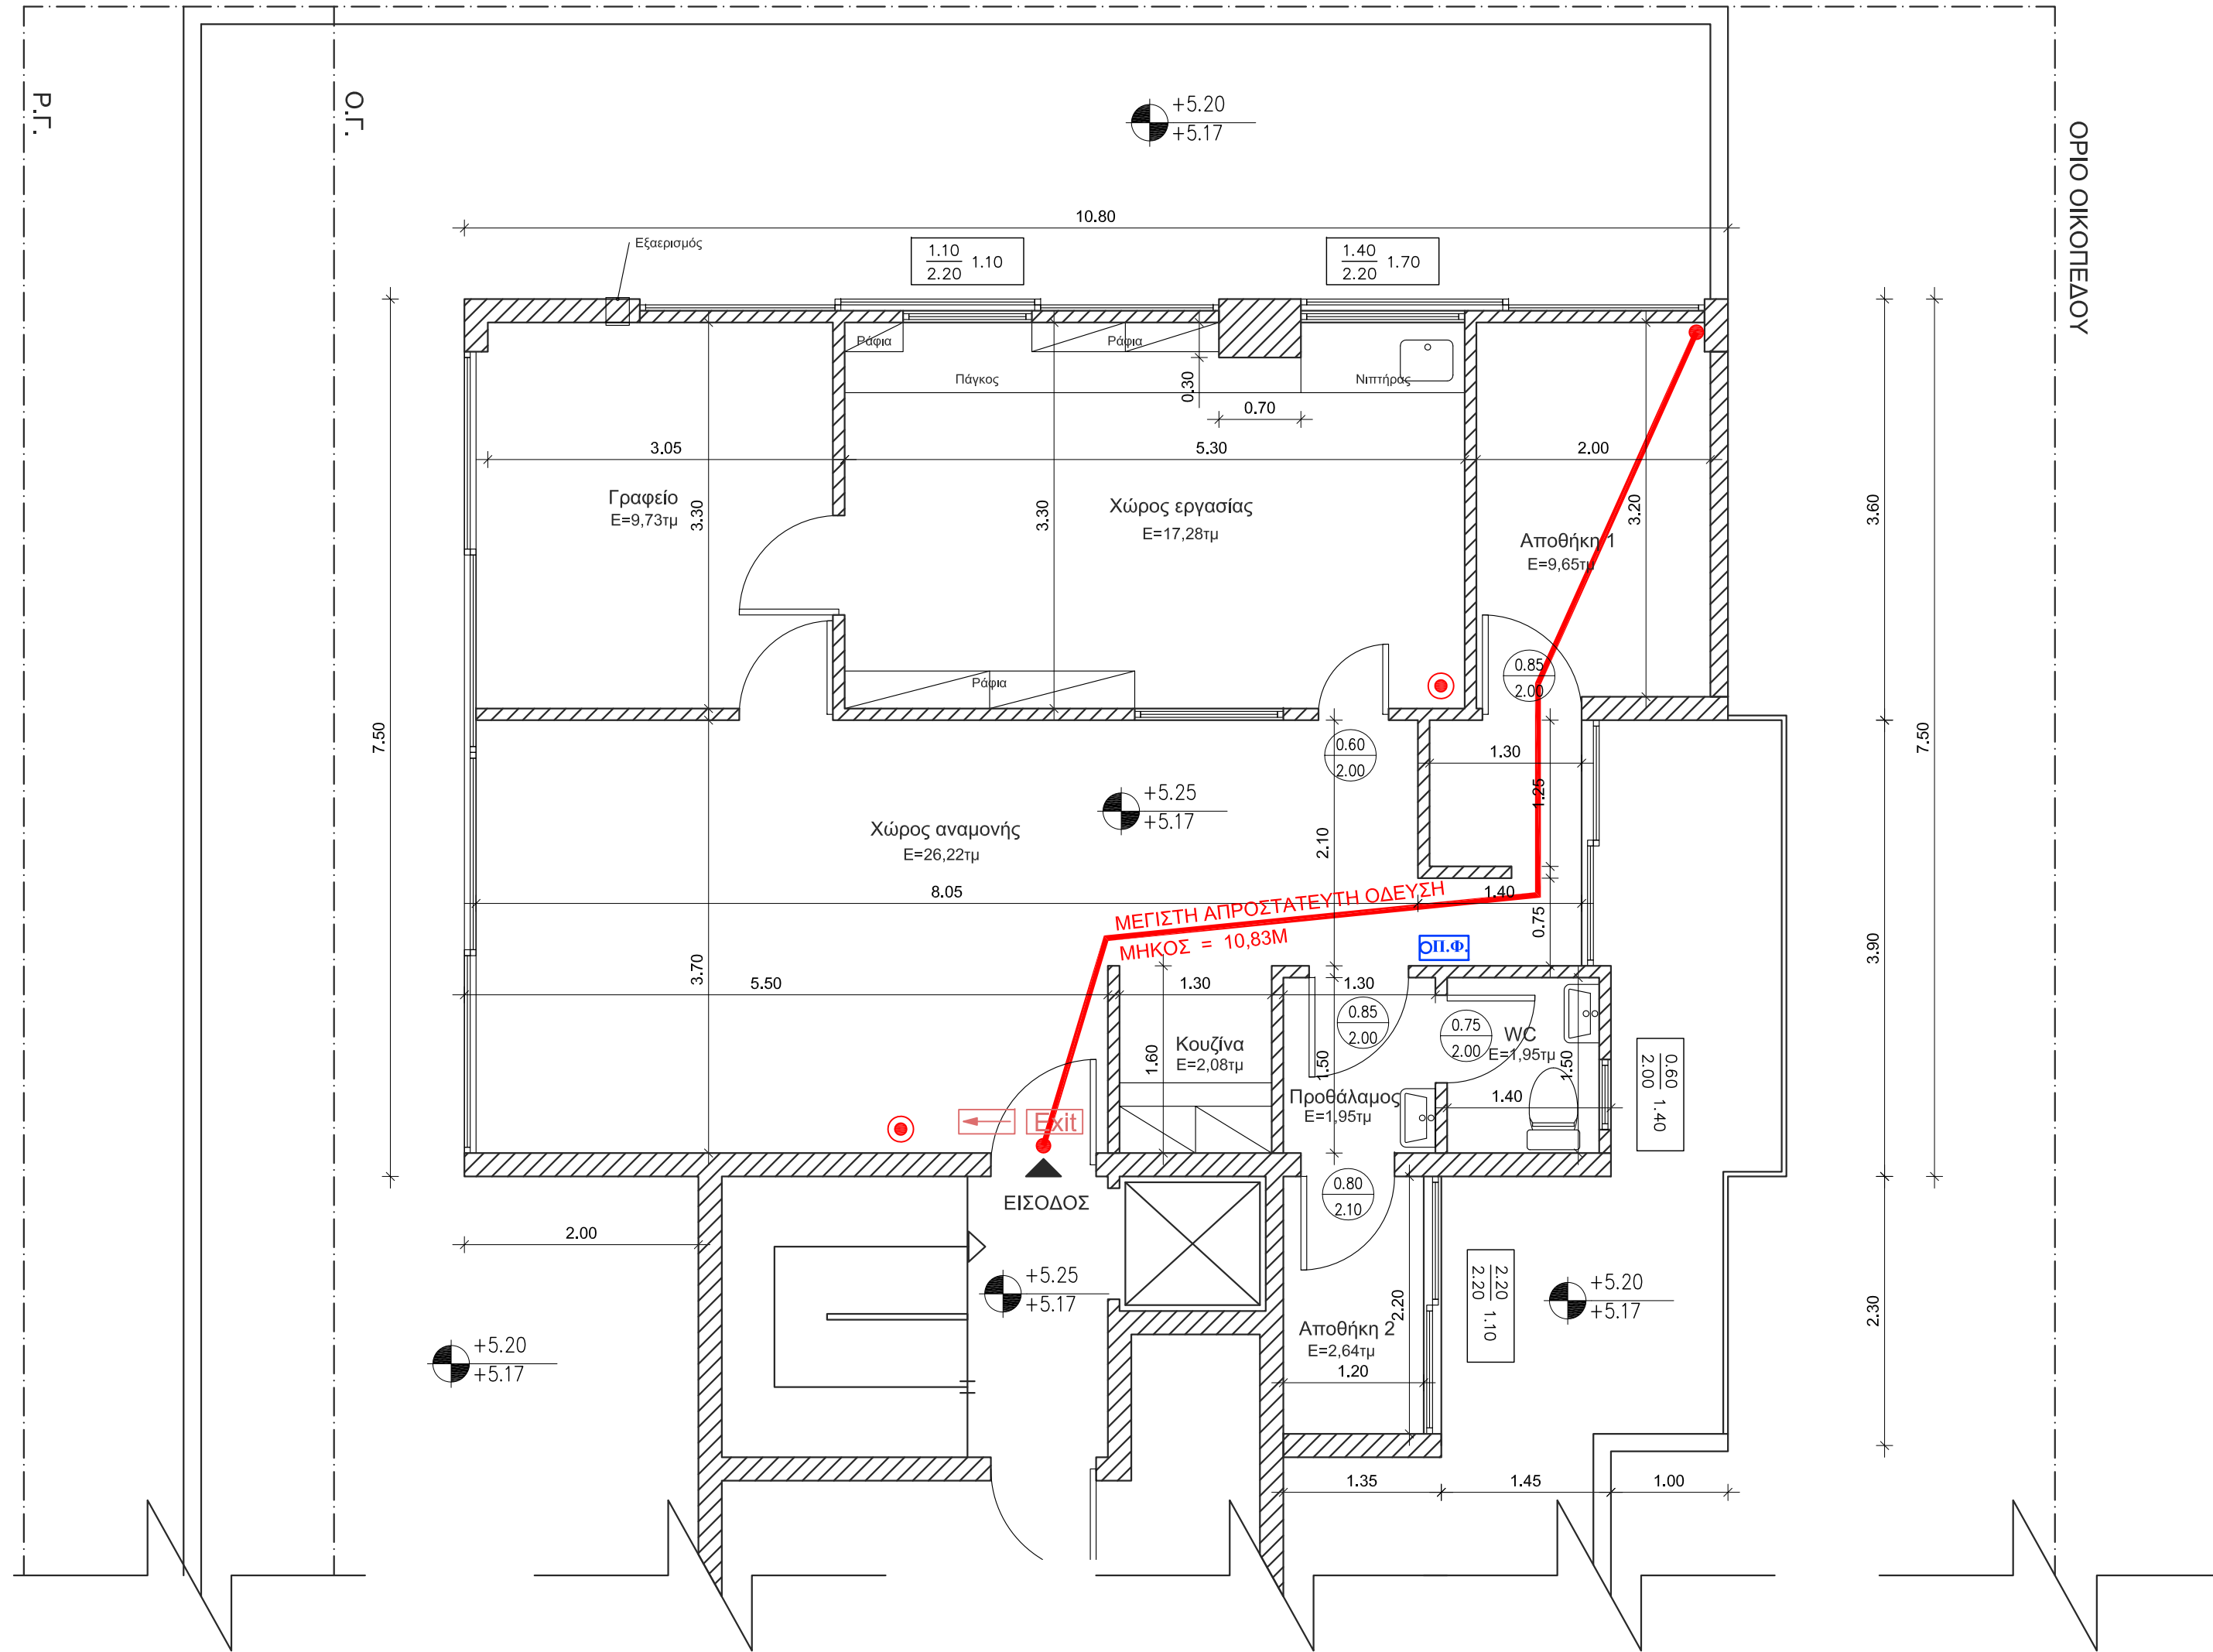 Ρ.Γ.
Ο.Γ.
ΟΡΙΟ ΟΙΚΟΠΕΔΟΥ
+5.20
+5.17
10.80
Εξαερισμός
1.10
2.20
1.10
1.40
2.20
1.70
Ράφια
Ράφια
Πάγκος
Νιπτήρας
0.30
0.70
3.05
5.30
2.00
Γραφείο
Ε=9,73τμ
3.30
3.30
Χώρος εργασίας
Ε=17,28τμ
3.20
Αποθήκη 1
Ε=9,65τμ
3.60
7.50
7.50
Ράφια
0.85
2.00
0.60
2.00
1.30
1.25
+5.25
+5.17
Χώρος αναμονής
Ε=26,22τμ
2.10
8.05
1.40
ΜΕΓΙΣΤΗ ΑΠΡΟΣΤΑΤΕΥΤΗ ΟΔΕΥΣΗ
ΜΗΚΟΣ = 10,83Μ
0.75
Π.Φ.
3.90
3.70
5.50
1.30
1.30
0.85
2.00
0.75
2.00
WC
Ε=1,95τμ
1.50
Κουζίνα
Ε=2,08τμ
1.60
1.50
Προθάλαμος
Ε=1,95τμ
1.40
0.60
2.00
1.40
Exit
ΕΙΣΟΔΟΣ
0.80
2.10
2.00
+5.25
+5.17
2.20
2.20
2.20
1.10
+5.20
+5.17
2.30
Αποθήκη 2
Ε=2,64τμ
1.20
+5.20
+5.17
1.35
1.45
1.00